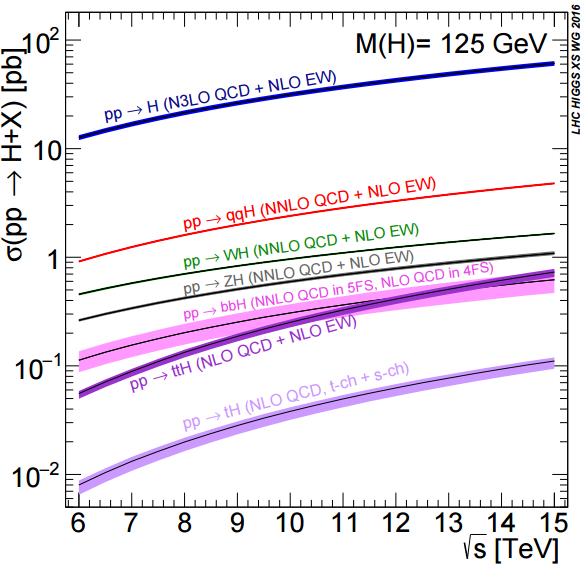 LHC HIGGS XS WG 2016
M(H)= 125 GeV
σ(pp → H+X) [pb]
10²
10
1
10⁻¹
10⁻²
pp → H (N3LO QCD + NLO EW)
pp → qqH (NNLO QCD + NLO EW)
pp → WH (NNLO QCD + NLO EW)
pp → ZH (NNLO QCD + NLO EW)
pp → bbH (NNLO QCD in 5FS, NLO QCD in 4FS)
pp → ttH (NLO QCD + NLO EW)
pp → tH (NLO QCD, t-ch + s-ch)
6 7 8 9 10 11 12 13 14 15
√s [TeV]